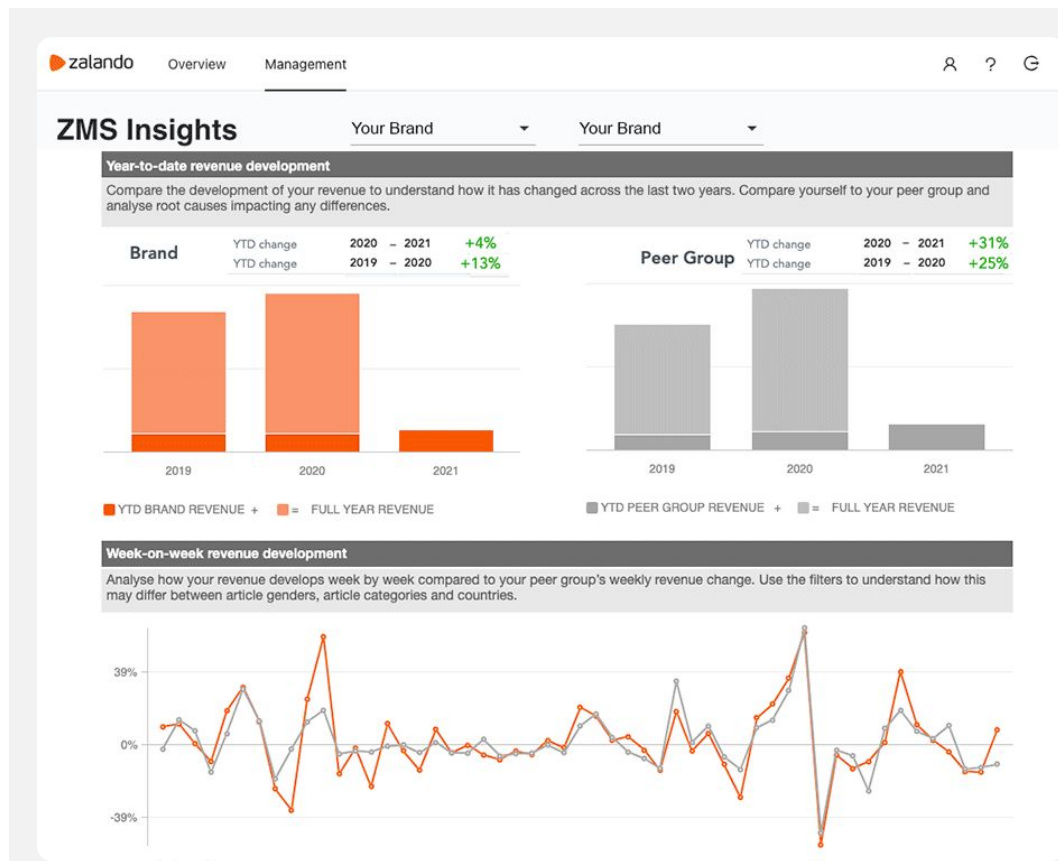 zalando Overview Management ?
ZMS Insights Your Brand Your Brand
Year-to-date revenue development
Compare the development of your revenue to understand how it has changed across the last two years. Compare yourself to your peer group and
analyse root causes impacting any differences.
Brand
YTD change 2020 – 2021 +4%
YTD change 2019 – 2020 +13%
Peer Group
YTD change 2020 – 2021 +31%
YTD change 2019 – 2020 +25%
2019 2020 2021
2019 2020 2021
YTD BRAND REVENUE + = FULL YEAR REVENUE
YTD PEER GROUP REVENUE + = FULL YEAR REVENUE
Week-on-week revenue development
Analyse how your revenue develops week by week compared to your peer group's weekly revenue change. Use the filters to understand how this
may differ between article genders, article categories and countries.
39%
0%
-39%